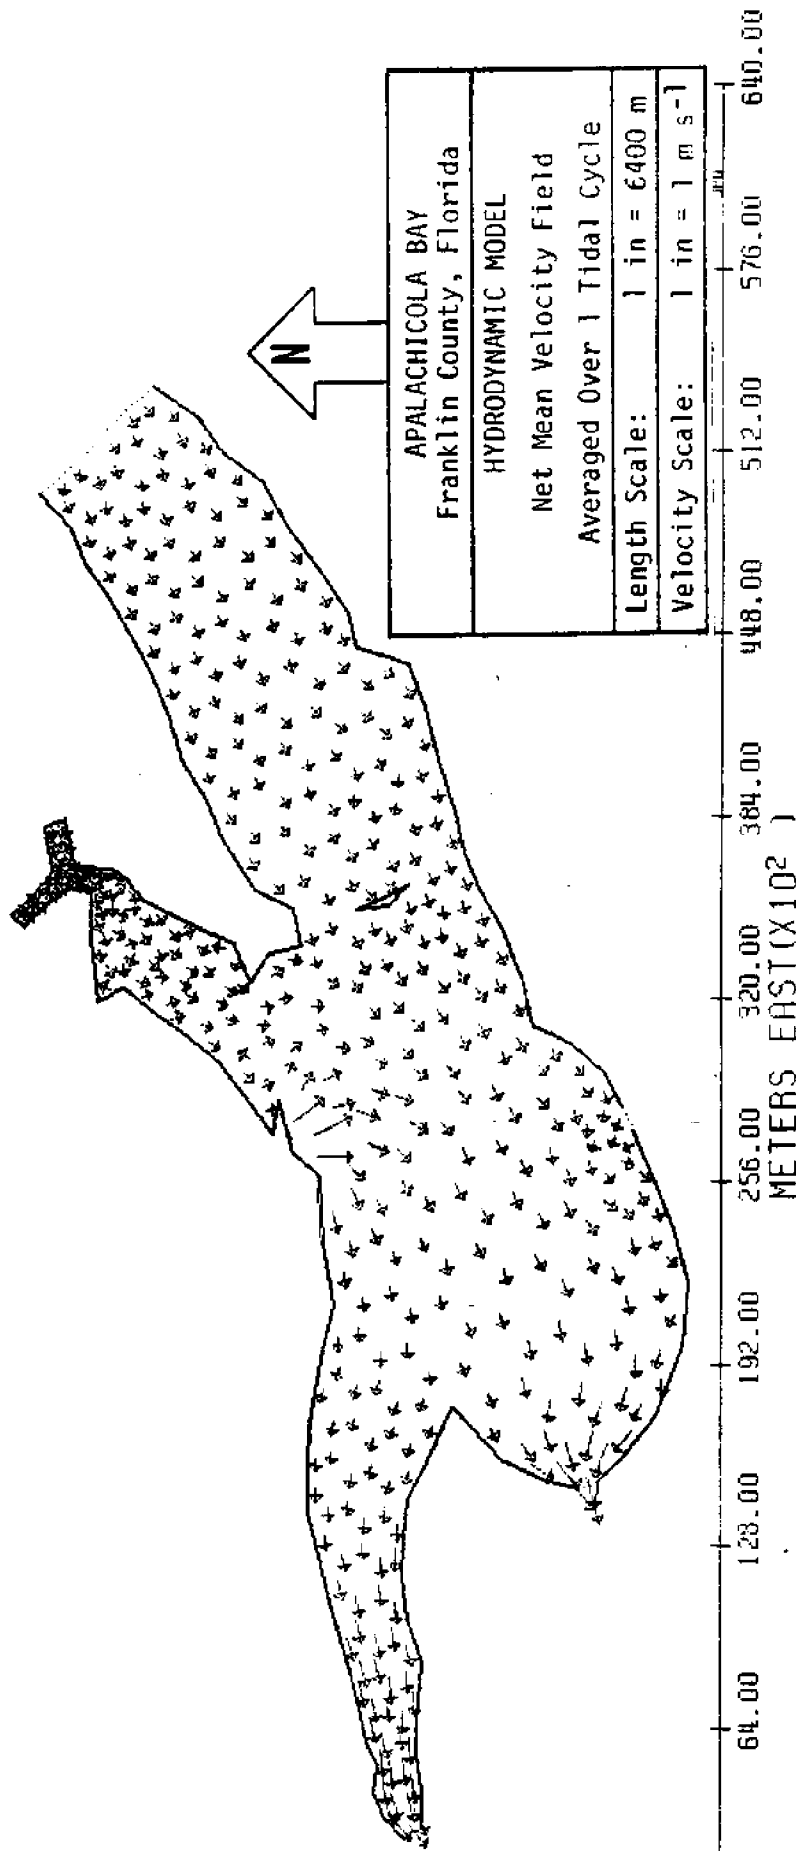 N
APALACHICOLA BAY
Franklin County, Florida
HYDRODYNAMIC MODEL
Net Mean Velocity Field
Averaged Over 1 Tidal Cycle
Length Scale: 1 in = 6400 m
Velocity Scale: 1 in = 1 m s⁻¹
64.00 128.00 192.00 256.00 320.00 384.00 448.00 512.00 576.00 640.00
METERS EAST(X10² )